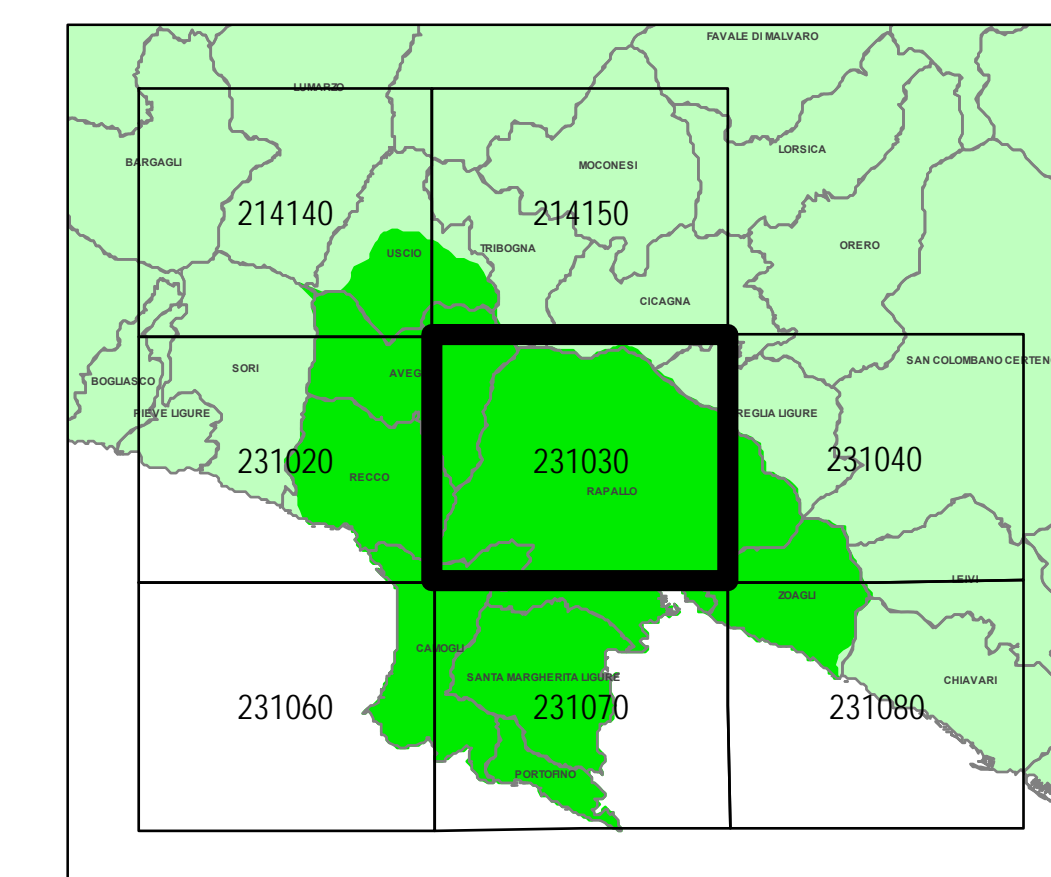 FAVALE DI MALVARO
LUMARZO
BARGAGLI
LORSICA
MOCONESI
214140
214150
USCIO
TRIBOGNA
ORERO
CICAGNA
SAN COLOMBANO CERTEN
SORI
AVEG
BOGLIASCO
PIEVE LIGURE
REGLIA LIGURE
231020
231030
231040
RECCO
RAPALLO
LEIVI
ZOAGLI
CAMOGLI
SANTA MARGHERITA LIGURE
CHIAVARI
231060
231070
231080
PORTOFINO